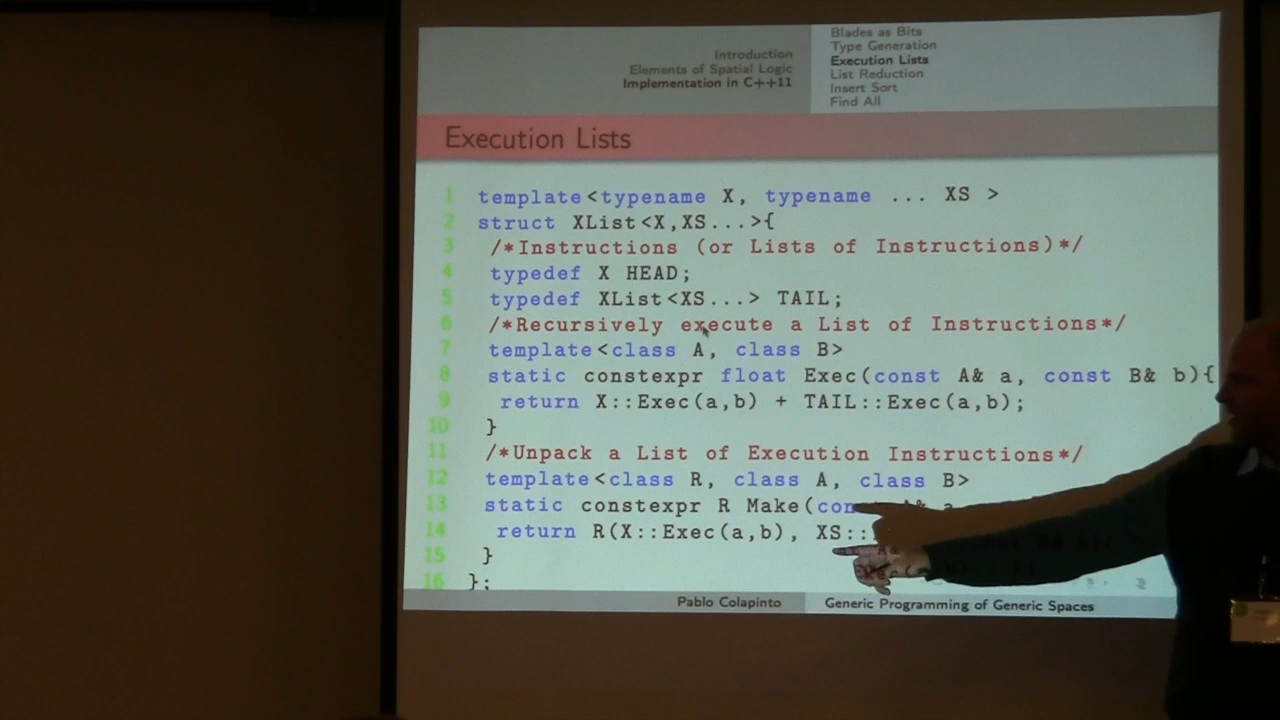 Introduction
Elements of Spatial Logic
Implementation in C++11
Blades as Bits
Type Generation
Execution Lists
List Reduction
Insert Sort
Find All
Execution Lists
1 template<typename X, typename ... XS >
2 struct XList<X,XS...>{
3 /*Instructions (or Lists of Instructions)*/
4 typedef X HEAD;
5 typedef XList<XS...> TAIL;
6 /*Recursively execute a List of Instructions*/
7 template<class A, class B>
8 static constexpr float Exec(const A& a, const B& b){
9 return X::Exec(a,b) + TAIL::Exec(a,b);
10 }
11 /*Unpack a List of Execution Instructions*/
12 template<class R, class A, class B>
13 static constexpr R Make(const A& a
14 return R(X::Exec(a,b), XS::
15 }
16 };
Pablo Colapinto
Generic Programming of Generic Spaces